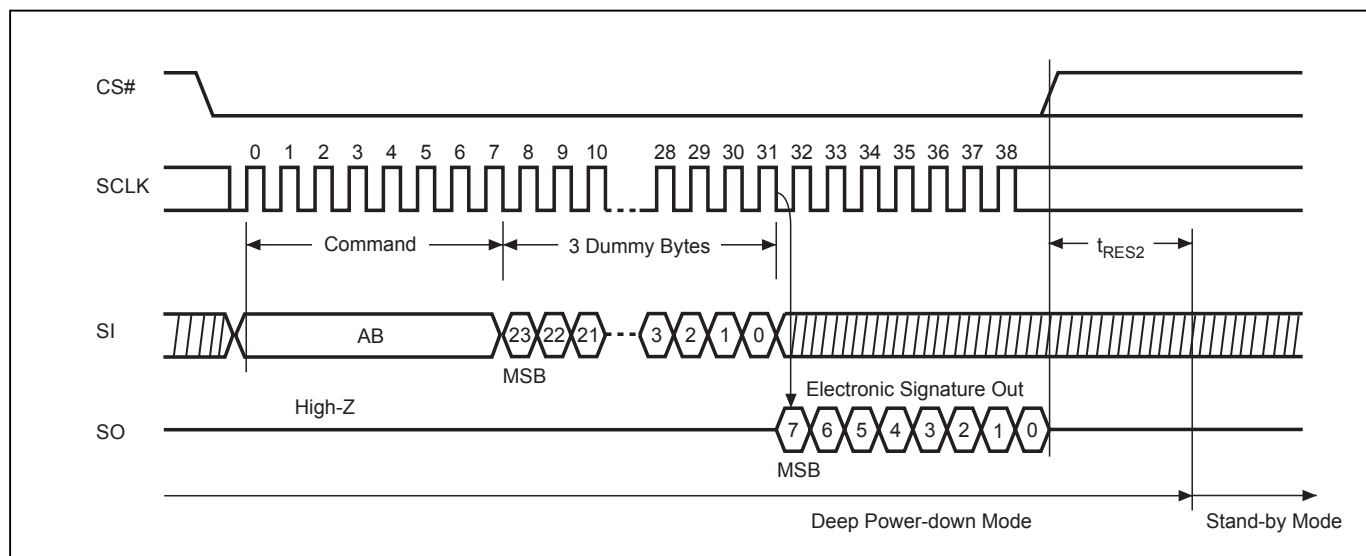 CS#
0 1 2 3 4 5 6 7 8 9 10 28 29 30 31 32 33 34 35 36 37 38
SCLK
Command 3 Dummy Bytes tRES2
SI AB 23 22 21 3 2 1 0
MSB
Electronic Signature Out
High-Z
SO 7 6 5 4 3 2 1 0
MSB
Deep Power-down Mode Stand-by Mode